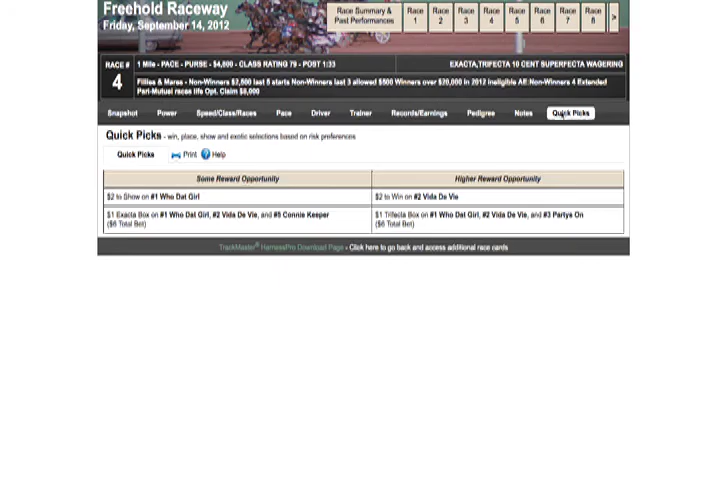 Freehold Raceway
Friday, September 14, 2012
Race Summary &
Past Performances
Race 1
Race 2
Race 3
Race 4
Race 5
Race 6
Race 7
Race 8
>
RACE #
4
1 Mile - PACE - PURSE - $4,800 - CLASS RATING 79 - POST 1:33
EXACTA,TRIFECTA 10 CENT SUPERFECTA WAGERING
Fillies & Mares - Non-Winners $2,500 last 5 starts Non-Winners last 3 allowed $500 Winners over $20,000 in 2012 ineligible AE:Non-Winners 4 Extended
Pari-Mutuel races life Opt. Claim $8,000
Snapshot Power Speed/Class/Races Pace Driver Trainer Records/Earnings Pedigree Notes Quick Picks
Quick Picks - win, place, show and exotic selections based on risk preferences
Quick Picks Print Help
Some Reward Opportunity
Higher Reward Opportunity
$2 to Show on #1 Who Dat Girl
$2 to Win on #2 Vida De Vie
$1 Exacta Box on #1 Who Dat Girl, #2 Vida De Vie, and #5 Connie Keeper
($6 Total Bet)
$1 Trifecta Box on #1 Who Dat Girl, #2 Vida De Vie, and #3 Partys On
($6 Total Bet)
TrackMaster® HarnessPro Download Page - Click here to go back and access additional race cards